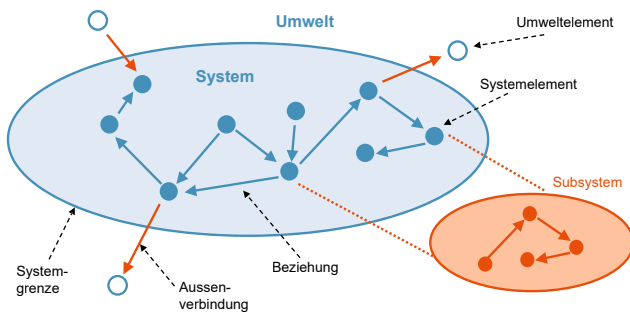 Umwelt
Umweltelement
System
Systemelement
Subsystem
System-
grenze
Aussen-
verbindung
Beziehung